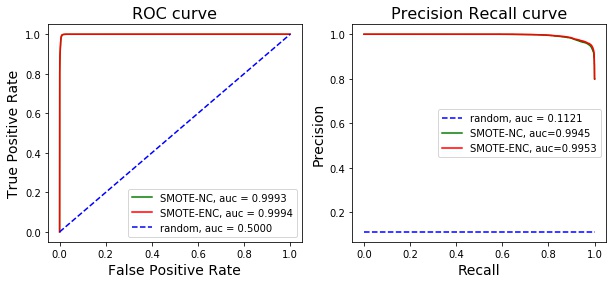 ROC curve
True Positive Rate
1.0
0.8
0.6
0.4
0.2
0.0
SMOTE-NC, auc = 0.9993
SMOTE-ENC, auc = 0.9994
random, auc = 0.5000
0.0 0.2 0.4 0.6 0.8 1.0
False Positive Rate
Precision Recall curve
Precision
1.0
0.8
0.6
0.4
0.2
random, auc = 0.1121
SMOTE-NC, auc=0.9945
SMOTE-ENC, auc=0.9953
0.0 0.2 0.4 0.6 0.8 1.0
Recall